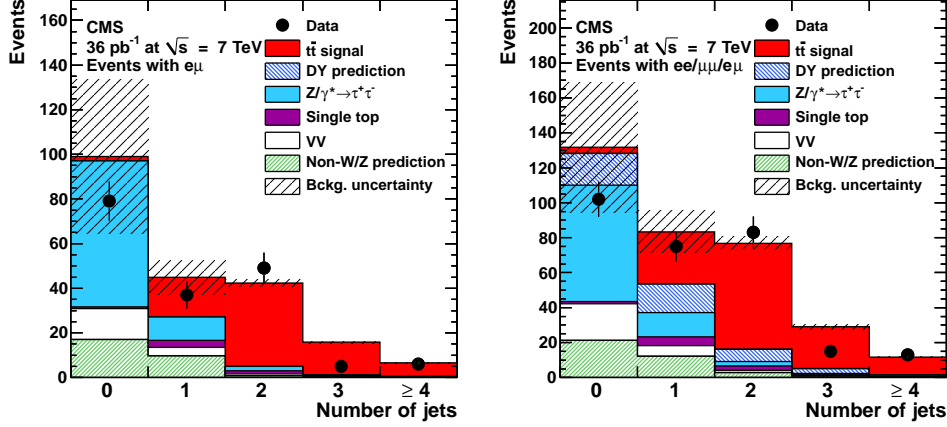 Events
160
140
120
100
80
60
40
20
0
CMS
36 pb⁻¹ at √s = 7 TeV
Events with eμ
Data
tt̄ signal
DY prediction
Z/γ*→τ⁺τ⁻
Single top
VV
Non-W/Z prediction
Bckg. uncertainty
0 1 2 3 ≥ 4
Number of jets
Events
200
180
160
140
120
100
80
60
40
20
0
CMS
36 pb⁻¹ at √s = 7 TeV
Events with ee/μμ/eμ
Data
tt̄ signal
DY prediction
Z/γ*→τ⁺τ⁻
Single top
VV
Non-W/Z prediction
Bckg. uncertainty
0 1 2 3 ≥ 4
Number of jets